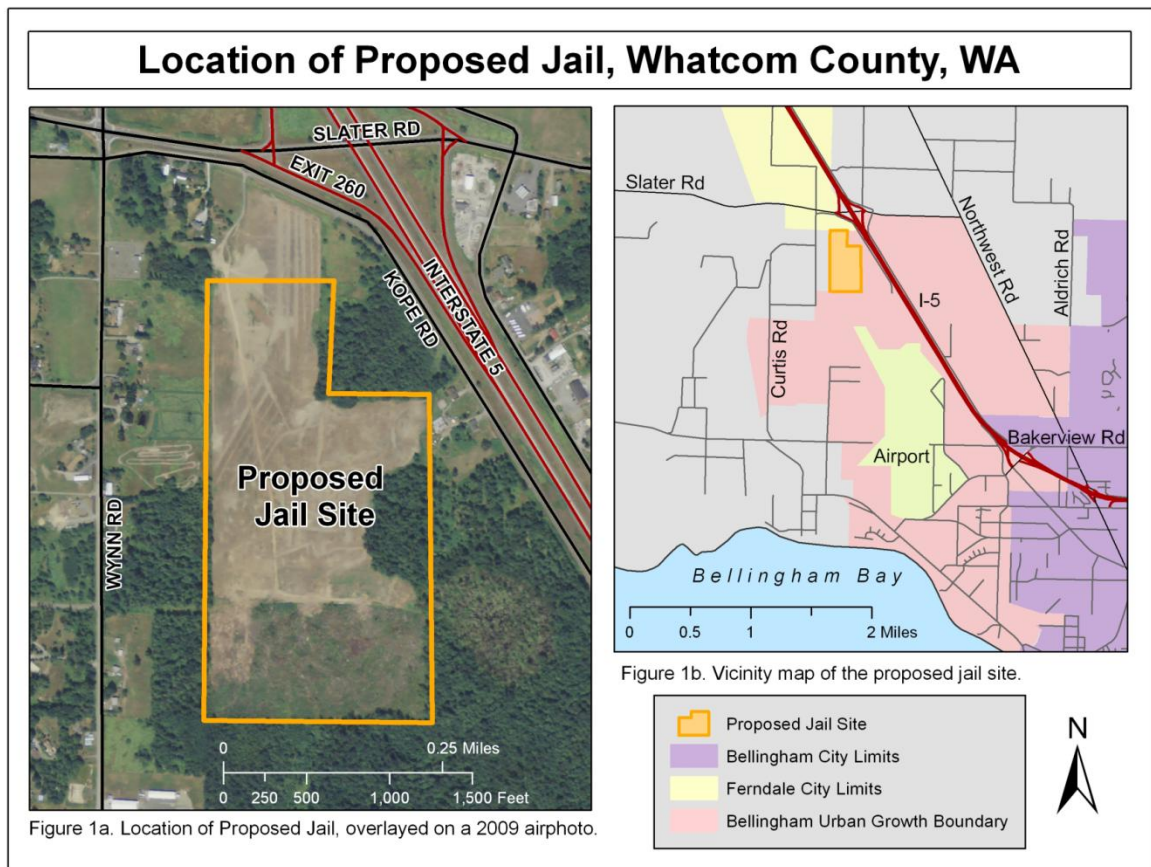 Location of Proposed Jail, Whatcom County, WA
SLATER RD
EXIT 260
INTERSTATE 5
KOPE RD
WYNN RD
Proposed
Jail Site
0 0.25 Miles
0 250 500 1,000 1,500 Feet
Figure 1a. Location of Proposed Jail, overlayed on a 2009 airphoto.
Slater Rd
Northwest Rd
Aldrich Rd
I-5
Curtis Rd
Bakerview Rd
Airport
Bellingham Bay
0 0.5 1 2 Miles
Figure 1b. Vicinity map of the proposed jail site.
Proposed Jail Site
Bellingham City Limits
Ferndale City Limits
Bellingham Urban Growth Boundary
N